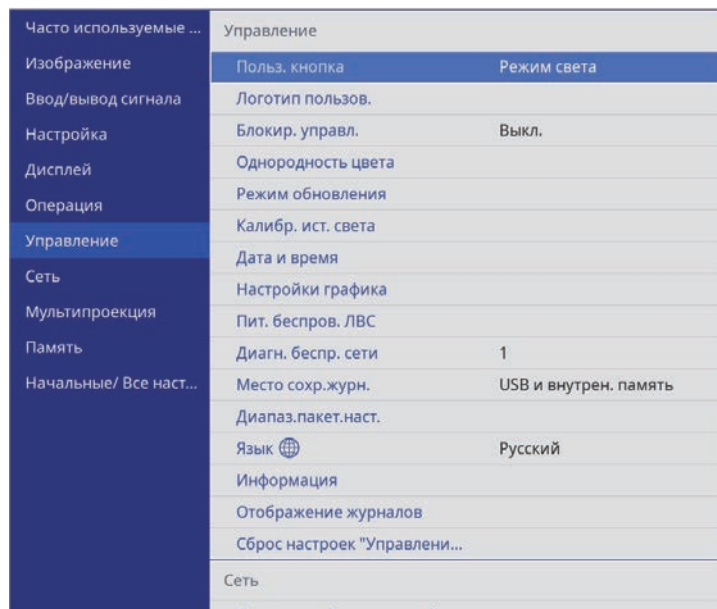 Часто используемые ...
Изображение
Ввод/вывод сигнала
Настройка
Дисплей
Операция
Управление
Сеть
Мультипроекция
Память
Начальные/ Все наст...
Управление
Польз. кнопка Режим света
Логотип пользов.
Блокир. управл. Выкл.
Однородность цвета
Режим обновления
Калибр. ист. света
Дата и время
Настройки графика
Пит. беспров. ЛВС
Диагн. беспр. сети 1
Место сохр.журн. USB и внутрен. память
Диапаз.пакет.наст.
Язык Русский
Информация
Отображение журналов
Сброс настроек "Управлени...
Сеть